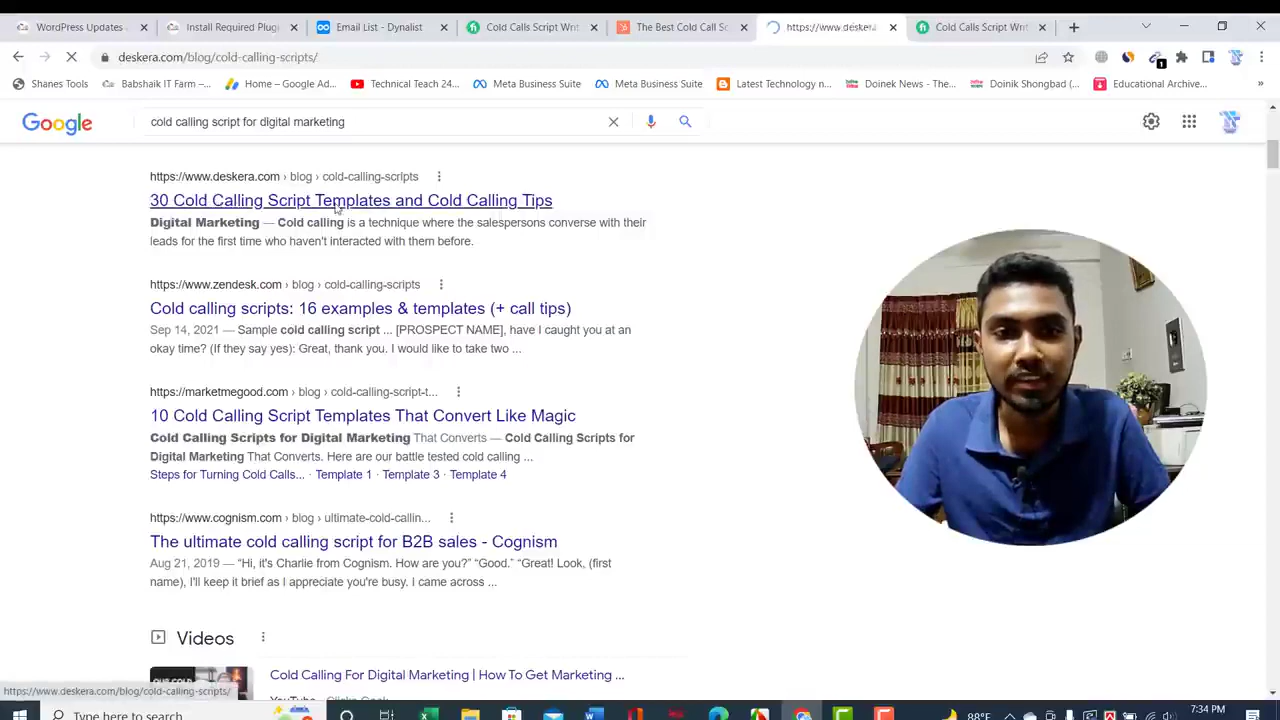 WordPress Updates
Install Required Plug
Email List - Dynalist
Cold Calls Script Writ
The Best Cold Call Sc
https://www.deske
Cold Calls Script Writ
deskera.com/blog/cold-calling-scripts/
1
Shanes Tools
Babshaik IT Farm –...
Home – Google Ad...
Technical Teach 24...
Meta Business Suite
Meta Business Suite
Latest Technology n...
Doinek News - The...
Doinik Shongbad (...
Educational Archive...
»
Google
cold calling script for digital marketing
https://www.deskera.com › blog › cold-calling-scripts
30 Cold Calling Script Templates and Cold Calling Tips
Digital Marketing — Cold calling is a technique where the salespersons converse with their
leads for the first time who haven't interacted with them before.
https://www.zendesk.com › blog › cold-calling-scripts
Cold calling scripts: 16 examples & templates (+ call tips)
Sep 14, 2021 — Sample cold calling script ... [PROSPECT NAME], have I caught you at an
okay time? (If they say yes): Great, thank you. I would like to take two ...
https://marketmegood.com › blog › cold-calling-script-t...
10 Cold Calling Script Templates That Convert Like Magic
Cold Calling Scripts for Digital Marketing That Converts — Cold Calling Scripts for
Digital Marketing That Converts. Here are our battle tested cold calling ...
Steps for Turning Cold Calls... · Template 1 · Template 3 · Template 4
https://www.cognism.com › blog › ultimate-cold-callin...
The ultimate cold calling script for B2B sales - Cognism
Aug 21, 2019 — “Hi, it's Charlie from Cognism. How are you?” “Good.” “Great! Look, (first
name), I'll keep it brief as I appreciate you're busy. I came across ...
Videos
Cold Calling For Digital Marketing | How To Get Marketing ...
https://www.deskera.com/blog/cold-calling-scripts/
Type here to search
88°F
7:34 PM